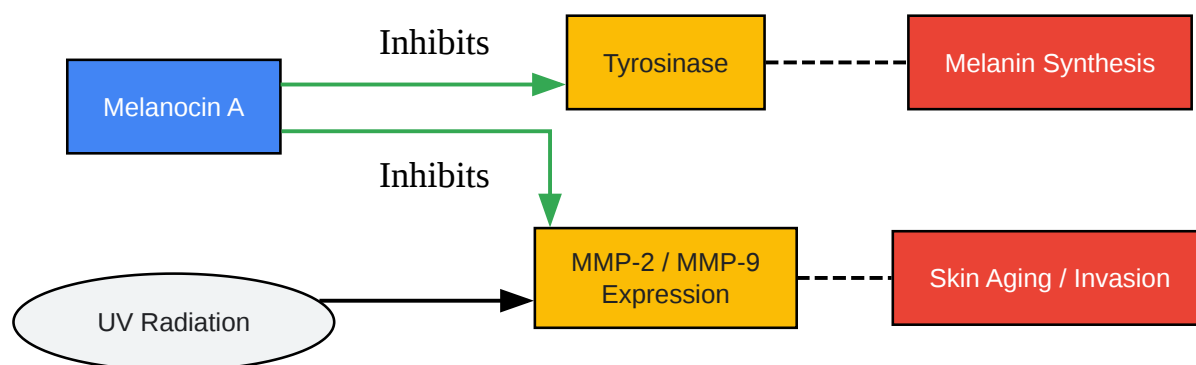 Inhibits
Melanocin A
Tyrosinase
Melanin Synthesis
Inhibits
MMP-2 / MMP-9
Expression
Skin Aging / Invasion
UV Radiation